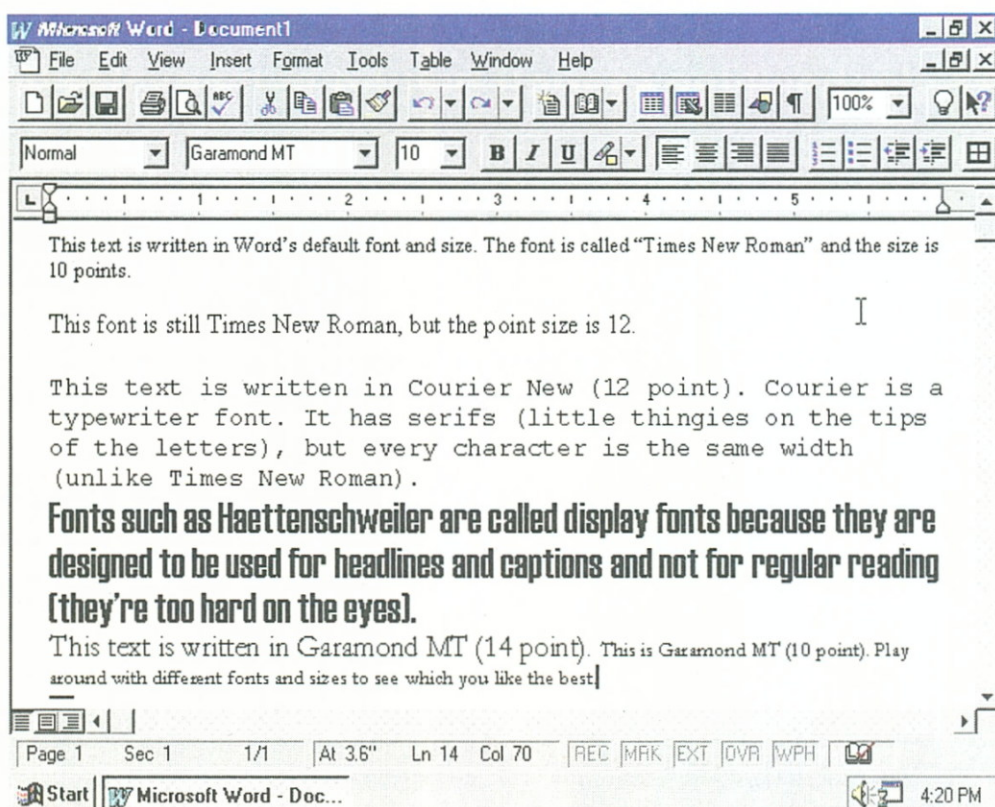 Microsoft Word - Document1
File Edit View Insert Format Tools Table Window Help
ABC 100%
Normal Garamond MT 10 B I U
1 2 3 4 5
This text is written in Word's default font and size. The font is called “Times New Roman” and the size is
10 points.
This font is still Times New Roman, but the point size is 12.
This text is written in Courier New (12 point). Courier is a
typewriter font. It has serifs (little thingies on the tips
of the letters), but every character is the same width
(unlike Times New Roman).
Fonts such as Haettenschweiler are called display fonts because they are
designed to be used for headlines and captions and not for regular reading
(they're too hard on the eyes).
This text is written in Garamond MT (14 point). This is Garamond MT (10 point). Play
around with different fonts and sizes to see which you like the best
Page 1 Sec 1 1/1 At 3.6" Ln 14 Col 70 REC MRK EXT OVR WPH
Start Microsoft Word - Doc... 4:20 PM